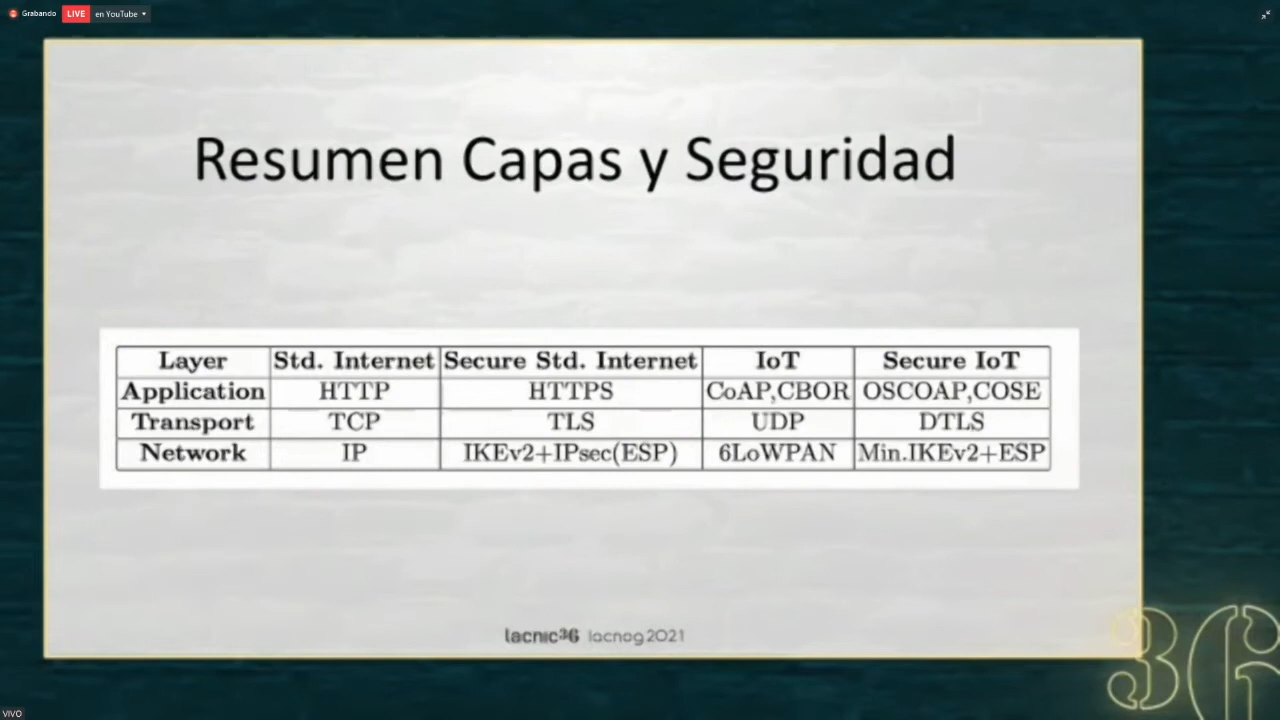 Grabando LIVE en YouTube
Resumen Capas y Seguridad
Layer Std. Internet Secure Std. Internet IoT Secure IoT
Application HTTP HTTPS CoAP,CBOR OSCOAP,COSE
Transport TCP TLS UDP DTLS
Network IP IKEv2+IPsec(ESP) 6LoWPAN Min.IKEv2+ESP
lacnic36 lacnog2021
36
VIVO